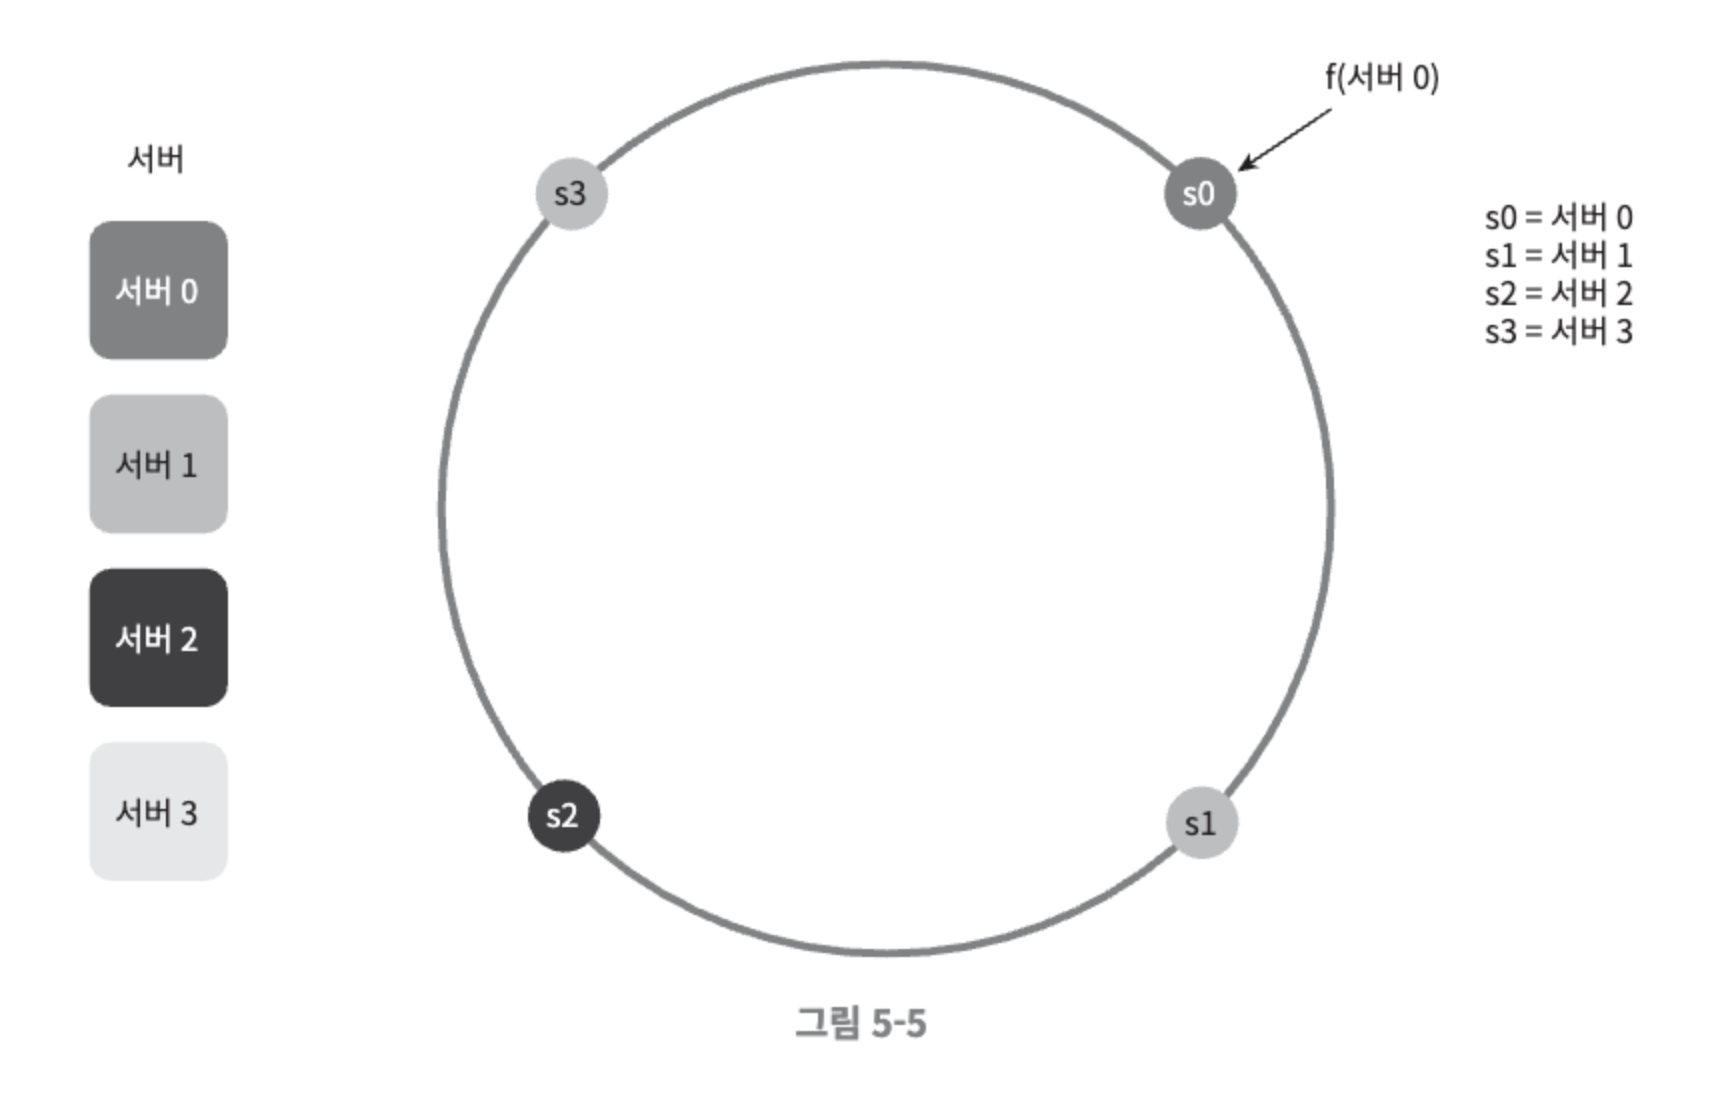 서버
서버 0
서버 1
서버 2
서버 3
s3
s0
s2
s1
f(서버 0)
s0 = 서버 0
s1 = 서버 1
s2 = 서버 2
s3 = 서버 3
그림 5-5